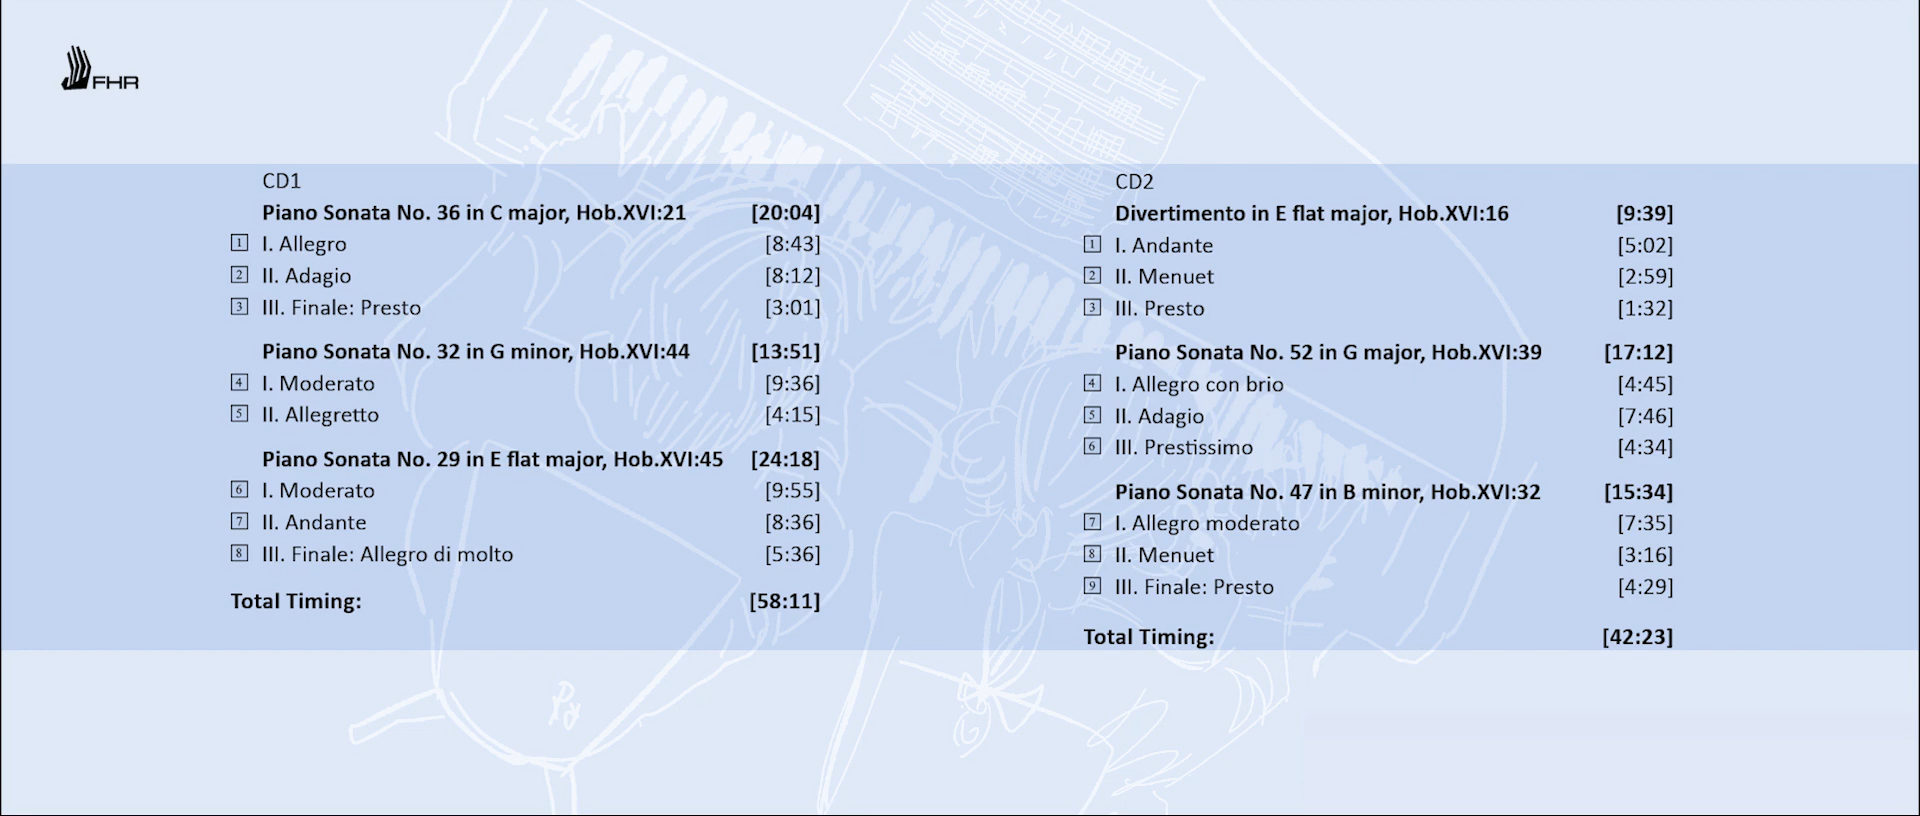 FHR
CD1
Piano Sonata No. 36 in C major, Hob.XVI:21 [20:04]
1 I. Allegro [8:43]
2 II. Adagio [8:12]
3 III. Finale: Presto [3:01]
Piano Sonata No. 32 in G minor, Hob.XVI:44 [13:51]
4 I. Moderato [9:36]
5 II. Allegretto [4:15]
Piano Sonata No. 29 in E flat major, Hob.XVI:45 [24:18]
6 I. Moderato [9:55]
7 II. Andante [8:36]
8 III. Finale: Allegro di molto [5:36]
Total Timing: [58:11]
CD2
Divertimento in E flat major, Hob.XVI:16 [9:39]
1 I. Andante [5:02]
2 II. Menuet [2:59]
3 III. Presto [1:32]
Piano Sonata No. 52 in G major, Hob.XVI:39 [17:12]
4 I. Allegro con brio [4:45]
5 II. Adagio [7:46]
6 III. Prestissimo [4:34]
Piano Sonata No. 47 in B minor, Hob.XVI:32 [15:34]
7 I. Allegro moderato [7:35]
8 II. Menuet [3:16]
9 III. Finale: Presto [4:29]
Total Timing: [42:23]